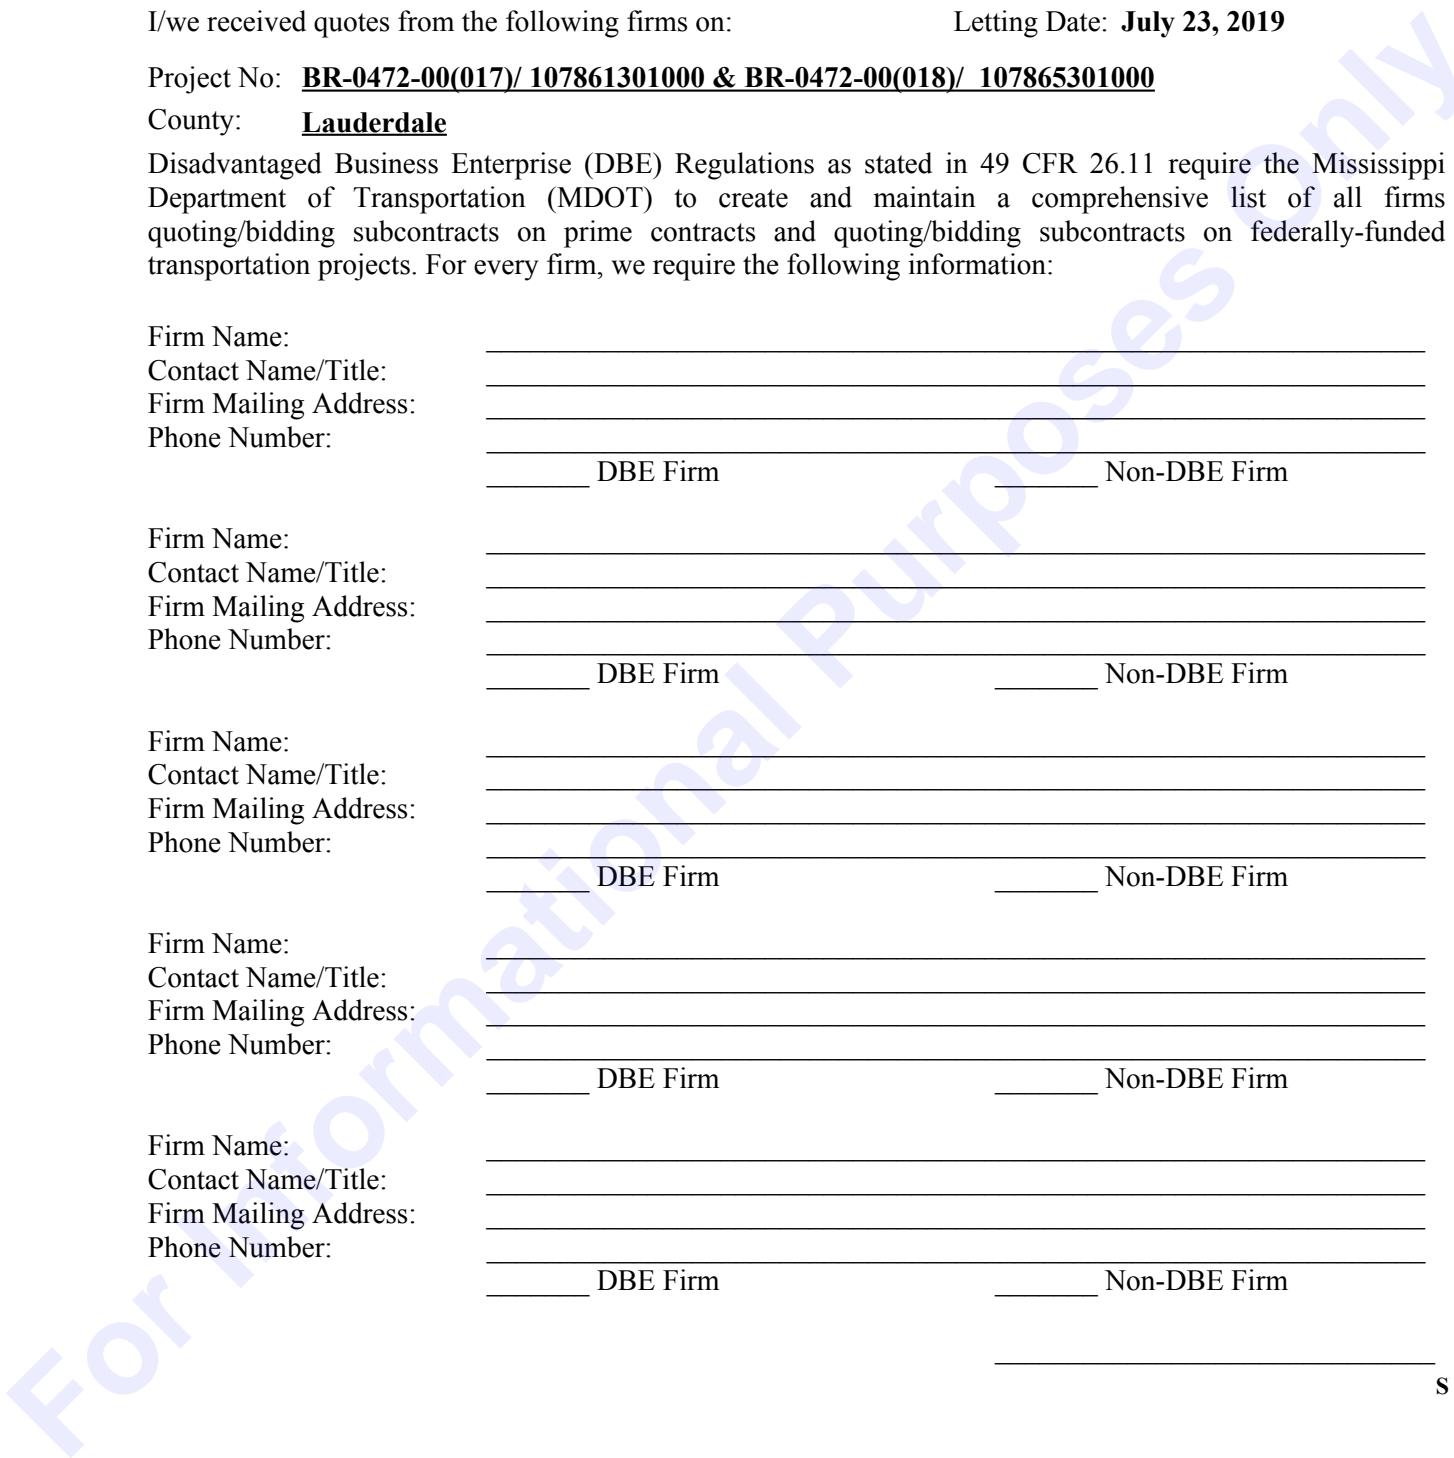 I/we received quotes from the following firms on: Letting Date: July 23, 2019
Project No: BR-0472-00(017)/ 107861301000 & BR-0472-00(018)/ 107865301000
County: Lauderdale
Disadvantaged Business Enterprise (DBE) Regulations as stated in 49 CFR 26.11 require the Mississippi
Department of Transportation (MDOT) to create and maintain a comprehensive list of all firms
quoting/bidding subcontracts on prime contracts and quoting/bidding subcontracts on federally-funded
transportation projects. For every firm, we require the following information:
Firm Name:
Contact Name/Title:
Firm Mailing Address:
Phone Number:
DBE Firm Non-DBE Firm
Firm Name:
Contact Name/Title:
Firm Mailing Address:
Phone Number:
DBE Firm Non-DBE Firm
Firm Name:
Contact Name/Title:
Firm Mailing Address:
Phone Number:
DBE Firm Non-DBE Firm
Firm Name:
Contact Name/Title:
Firm Mailing Address:
Phone Number:
DBE Firm Non-DBE Firm
Firm Name:
Contact Name/Title:
Firm Mailing Address:
Phone Number:
DBE Firm Non-DBE Firm
S
For Informational Purposes Only